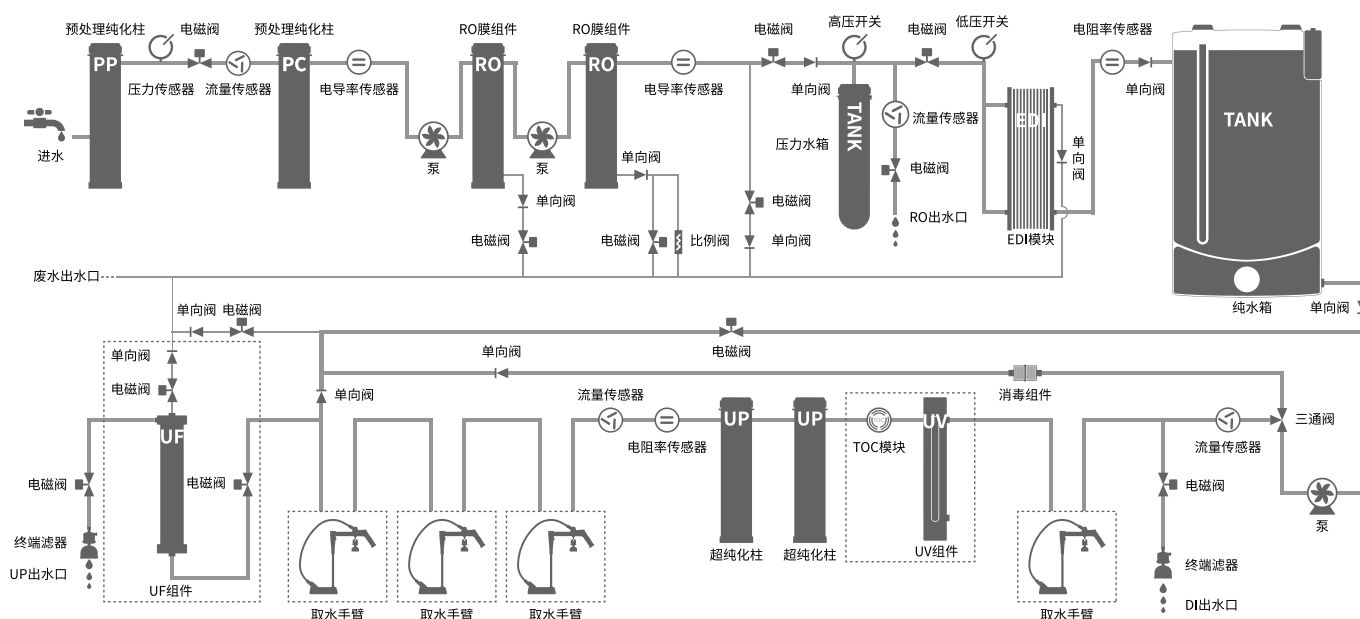 预处理纯化柱
电磁阀
预处理纯化柱
RO膜组件
RO膜组件
电磁阀
高压开关
电磁阀
低压开关
电阻率传感器
PP
PC
RO
RO
压力传感器
流量传感器
电导率传感器
电导率传感器
单向阀
单向阀
TANK
TANK
流量传感器
EDI
进水
泵
泵
单向阀
压力水箱
单向阀
电磁阀
单向阀
电磁阀
RO出水口
电磁阀
电磁阀
比例阀
单向阀
EDI模块
废水出水口
纯水箱
单向阀
单向阀
电磁阀
单向阀
单向阀
电磁阀
电磁阀
单向阀
流量传感器
消毒组件
UF
UP
UP
UV
三通阀
电阻率传感器
TOC模块
流量传感器
电磁阀
电磁阀
电磁阀
泵
终端滤器
超纯化柱
超纯化柱
UV组件
终端滤器
UP出水口
UF组件
DI出水口
取水手臂
取水手臂
取水手臂
取水手臂